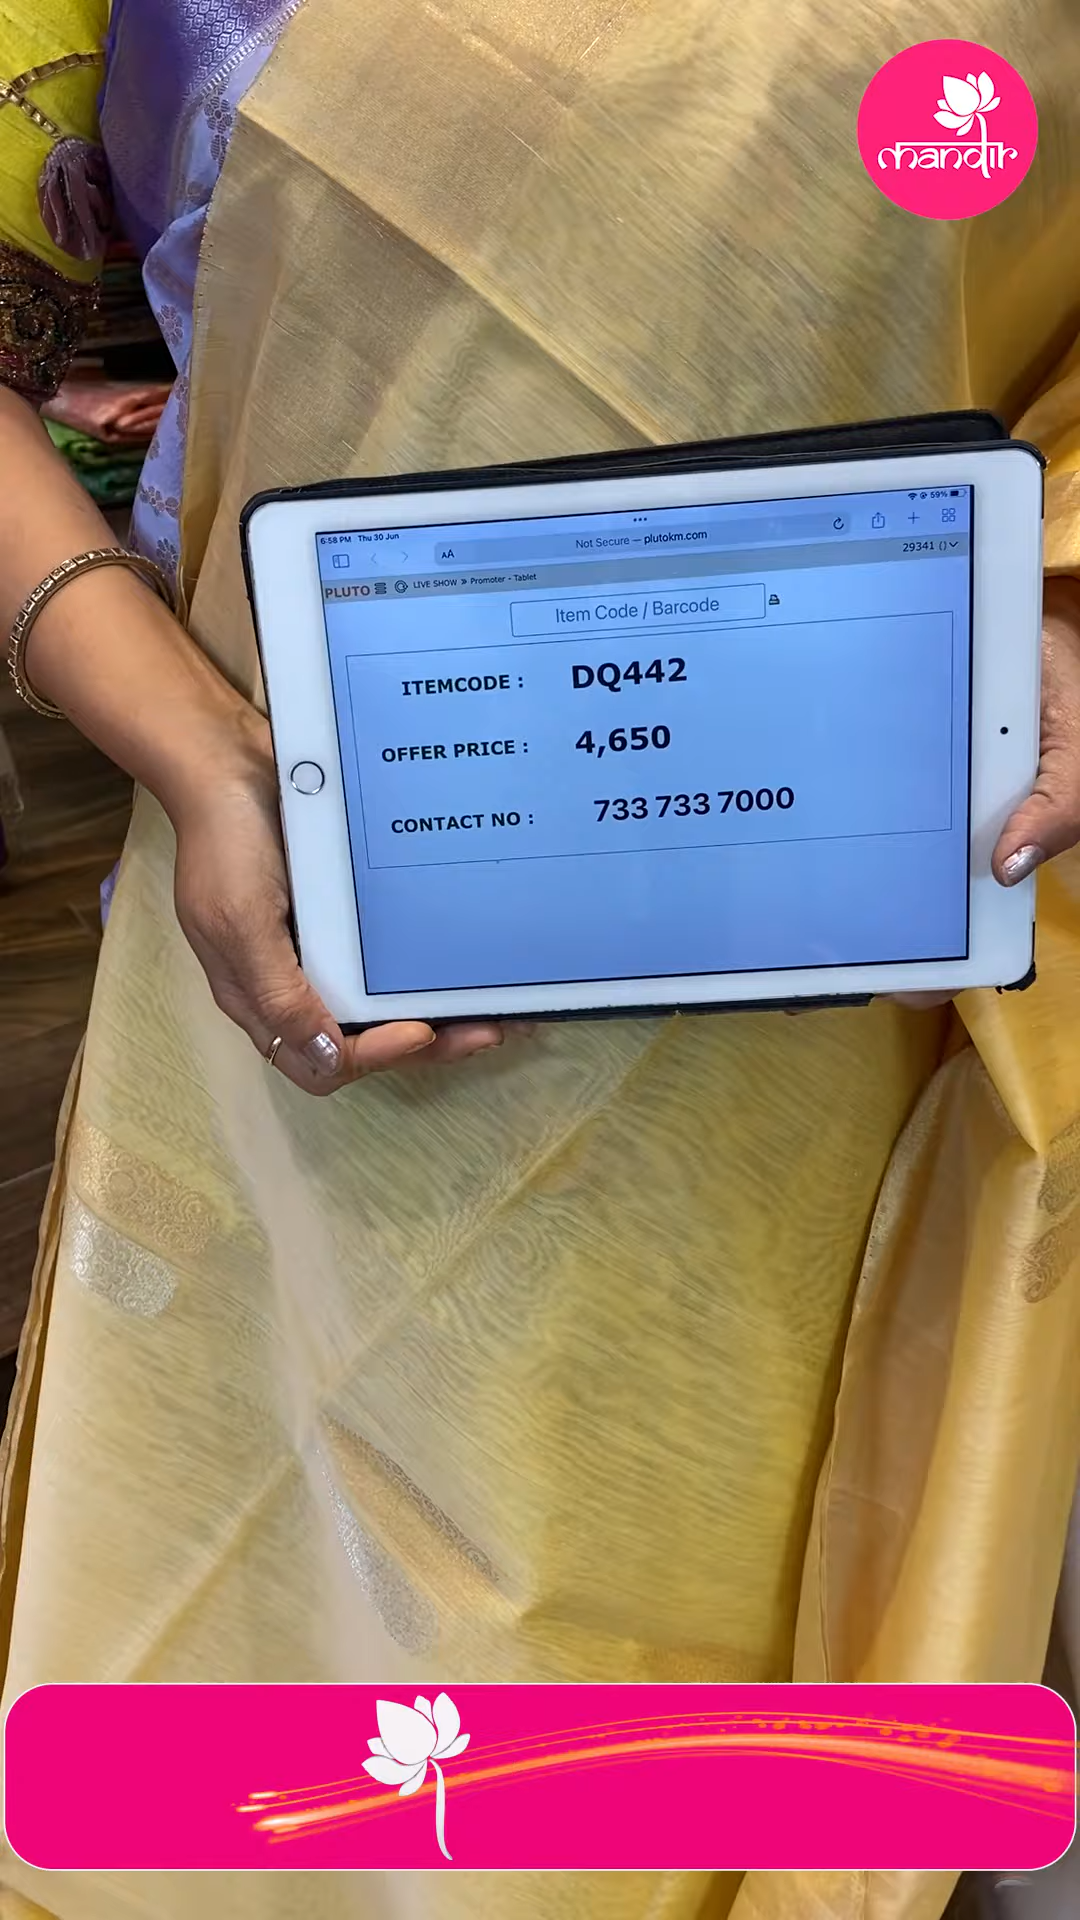 mandir
6:58 PM Thu 30 Jun
59%
AA
Not Secure — plutokm.com
PLUTO LIVE SHOW » Promoter - Tablet
29341 ()
Item Code / Barcode
ITEMCODE : DQ442
OFFER PRICE : 4,650
CONTACT NO : 733 733 7000